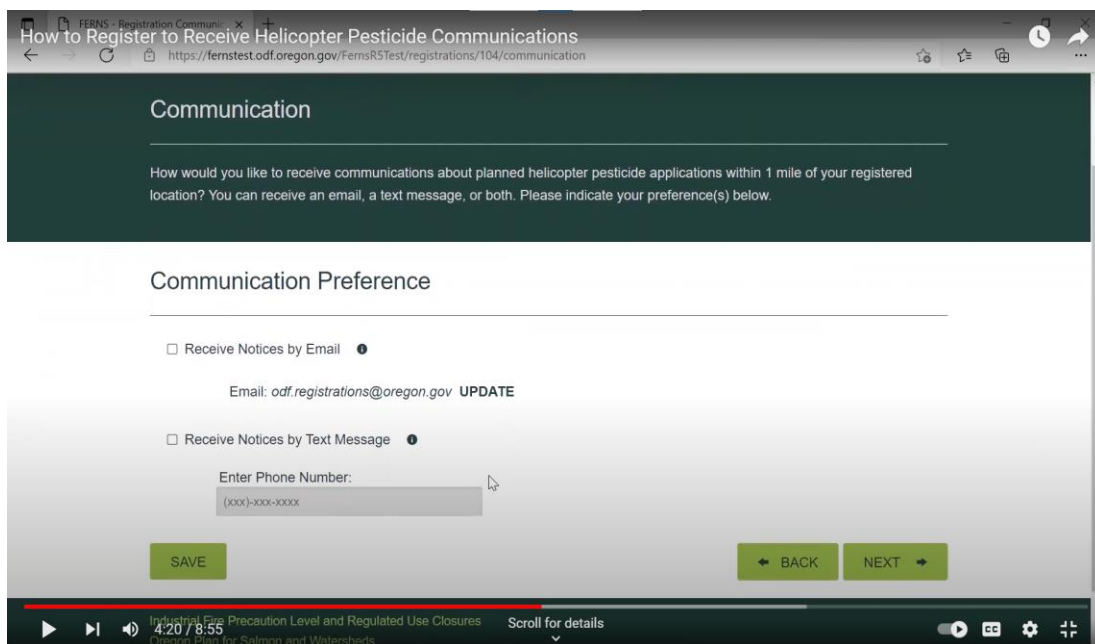 FERNS - Registration Communic
How to Register to Receive Helicopter Pesticide Communications
https://fernstest.odf.oregon.gov/FernsR5Test/registrations/104/communication
Communication
How would you like to receive communications about planned helicopter pesticide applications within 1 mile of your registered
location? You can receive an email, a text message, or both. Please indicate your preference(s) below.
Communication Preference
Receive Notices by Email
Email: odf.registrations@oregon.gov UPDATE
Receive Notices by Text Message
Enter Phone Number:
(xxx)-xxx-xxxx
SAVE
BACK
NEXT
Industrial Fire Precaution Level and Regulated Use Closures
4:20 / 8:55
Scroll for details
CC
Oregon Plan for Salmon and Watersheds